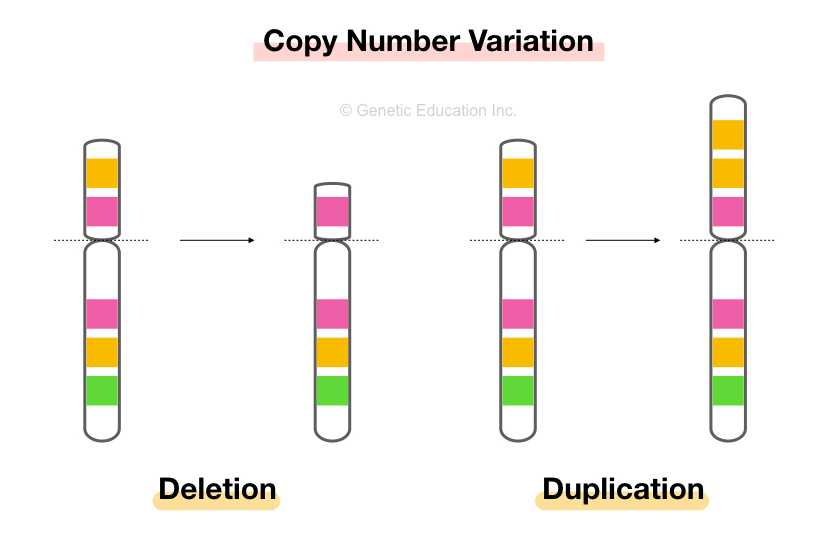 Copy Number Variation
© Genetic Education Inc.
Deletion
Duplication